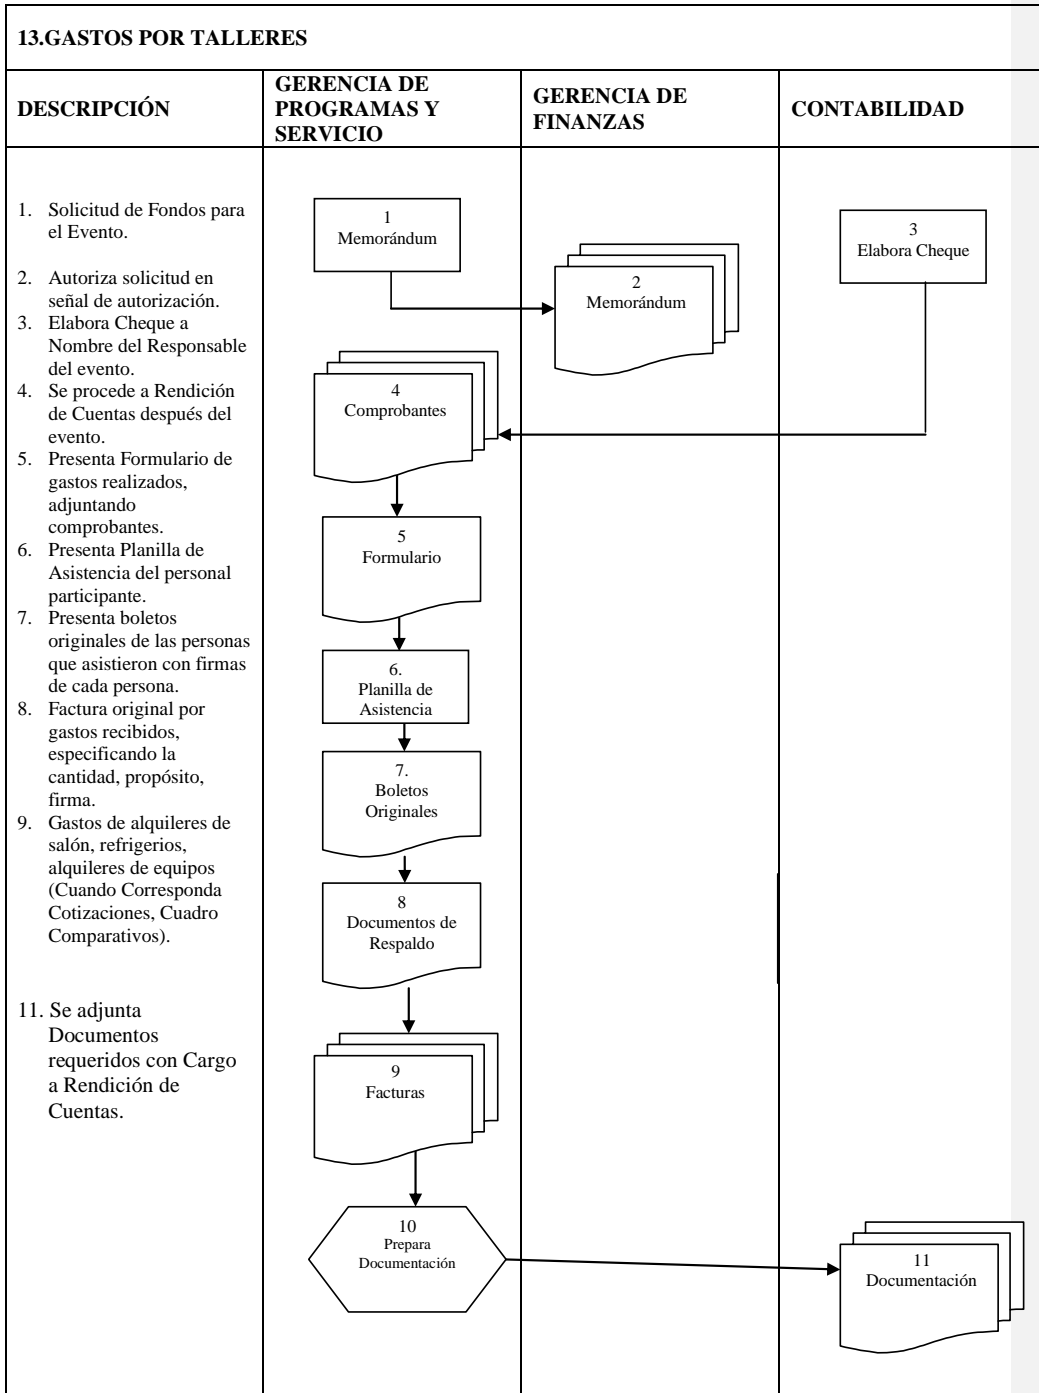 13.GASTOS POR TALLERES
DESCRIPCIÓN
GERENCIA DE
PROGRAMAS Y
SERVICIO
GERENCIA DE
FINANZAS
CONTABILIDAD
1. Solicitud de Fondos para
el Evento.
2. Autoriza solicitud en
señal de autorización.
3. Elabora Cheque a
Nombre del Responsable
del evento.
4. Se procede a Rendición
de Cuentas después del
evento.
5. Presenta Formulario de
gastos realizados,
adjuntando
comprobantes.
6. Presenta Planilla de
Asistencia del personal
participante.
7. Presenta boletos
originales de las personas
que asistieron con firmas
de cada persona.
8. Factura original por
gastos recibidos,
especificando la
cantidad, propósito,
firma.
9. Gastos de alquileres de
salón, refrigerios,
alquileres de equipos
(Cuando Corresponda
Cotizaciones, Cuadro
Comparativos).
11. Se adjunta
Documentos
requeridos con Cargo
a Rendición de
Cuentas.
1
Memorándum
2
Memorándum
3
Elabora Cheque
4
Comprobantes
5
Formulario
6.
Planilla de
Asistencia
7.
Boletos
Originales
8
Documentos de
Respaldo
9
Facturas
10
Prepara
Documentación
11
Documentación